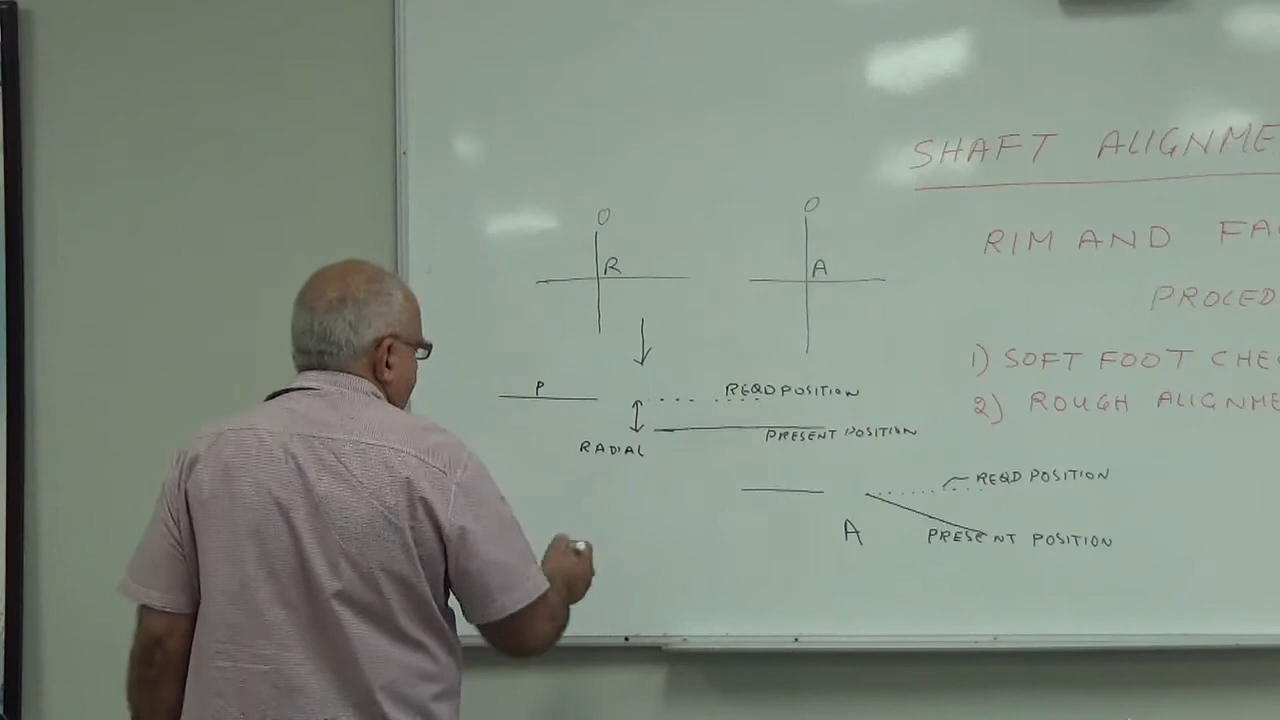 SHAFT ALIGNME
RIM AND FA
PROCED
1) SOFT FOOT CHE
2) ROUGH ALIGNME
O O
R A
P
REQD POSITION
PRESENT POSITION
RADIAL
REQD POSITION
A
PRESENT POSITION